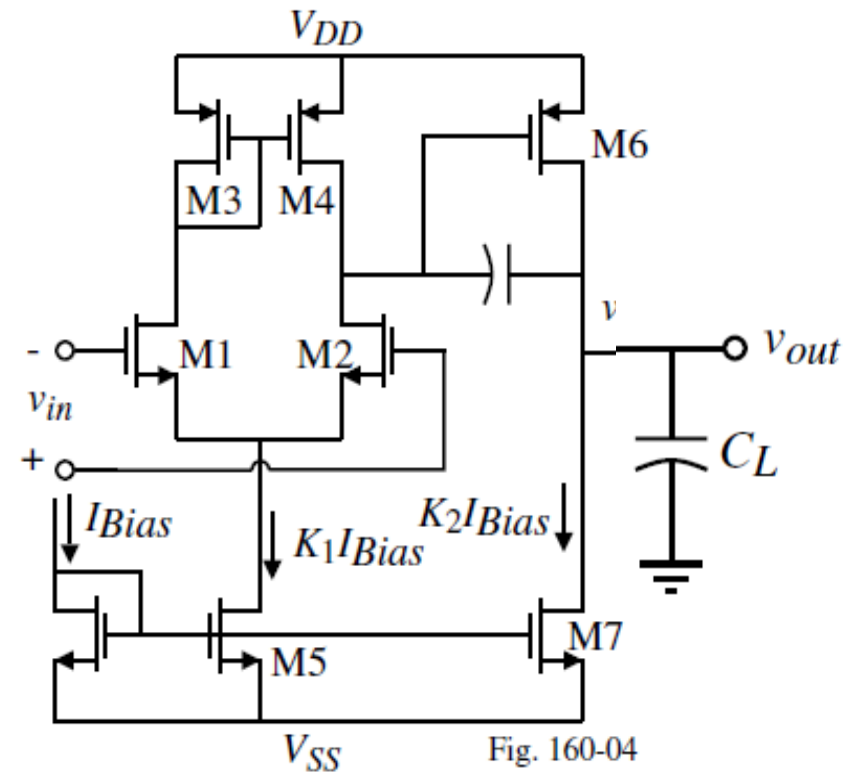 VDD
M6
M3 M4
v
- M1 M2 vout
vin
+ CL
IBias K1IBias K2IBias
M5 M7
VSS Fig. 160-04